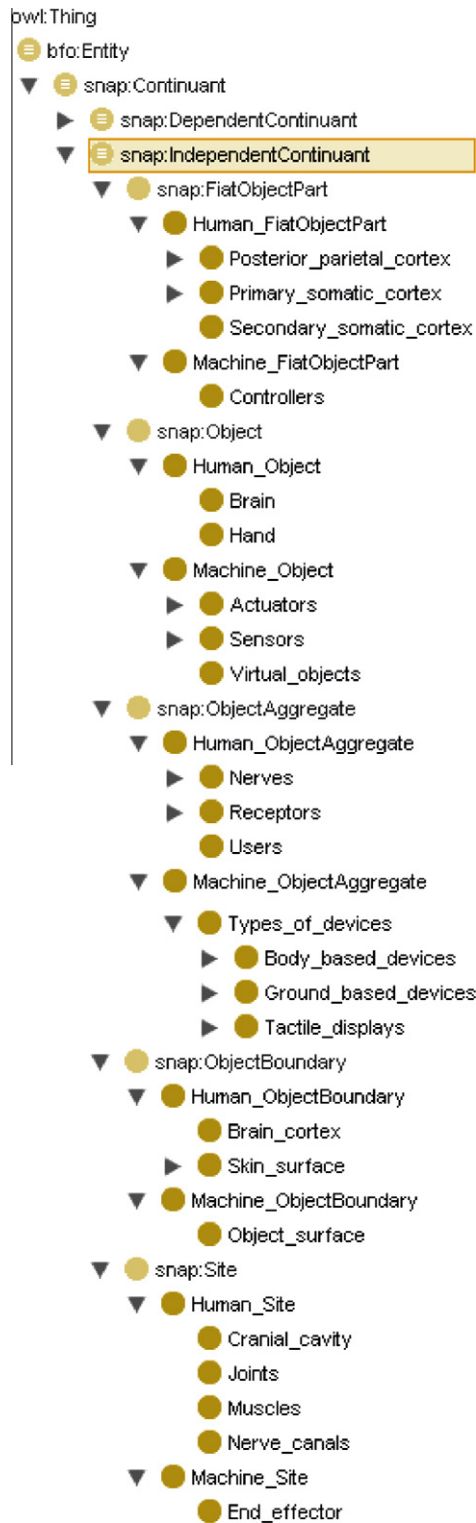 owl:Thing
bfo:Entity
snap:Continuant
snap:DependentContinuant
snap:IndependentContinuant
snap:FiatObjectPart
Human_FiatObjectPart
Posterior_parietal_cortex
Primary_somatic_cortex
Secondary_somatic_cortex
Machine_FiatObjectPart
Controllers
snap:Object
Human_Object
Brain
Hand
Machine_Object
Actuators
Sensors
Virtual_objects
snap:ObjectAggregate
Human_ObjectAggregate
Nerves
Receptors
Users
Machine_ObjectAggregate
Types_of_devices
Body_based_devices
Ground_based_devices
Tactile_displays
snap:ObjectBoundary
Human_ObjectBoundary
Brain_cortex
Skin_surface
Machine_ObjectBoundary
Object_surface
snap:Site
Human_Site
Cranial_cavity
Joints
Muscles
Nerve_canals
Machine_Site
End_effector